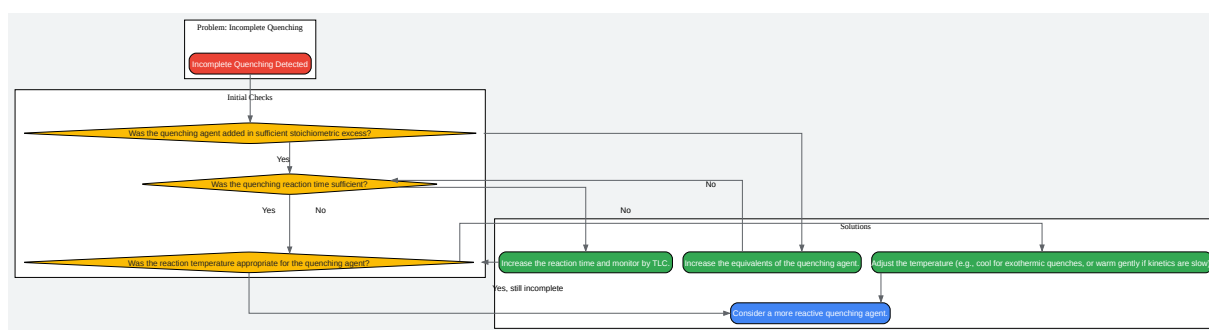 Problem: Incomplete Quenching
Incomplete Quenching Detected
Initial Checks
Was the quenching agent added in sufficient stoichiometric excess?
Yes
Was the quenching reaction time sufficient?
No
Yes
No
No
Solutions
Was the reaction temperature appropriate for the quenching agent?
Increase the reaction time and monitor by TLC.
Increase the equivalents of the quenching agent.
Adjust the temperature (e.g., cool for exothermic quenches, or warm gently if kinetics are slow)
Yes, still incomplete
Consider a more reactive quenching agent.